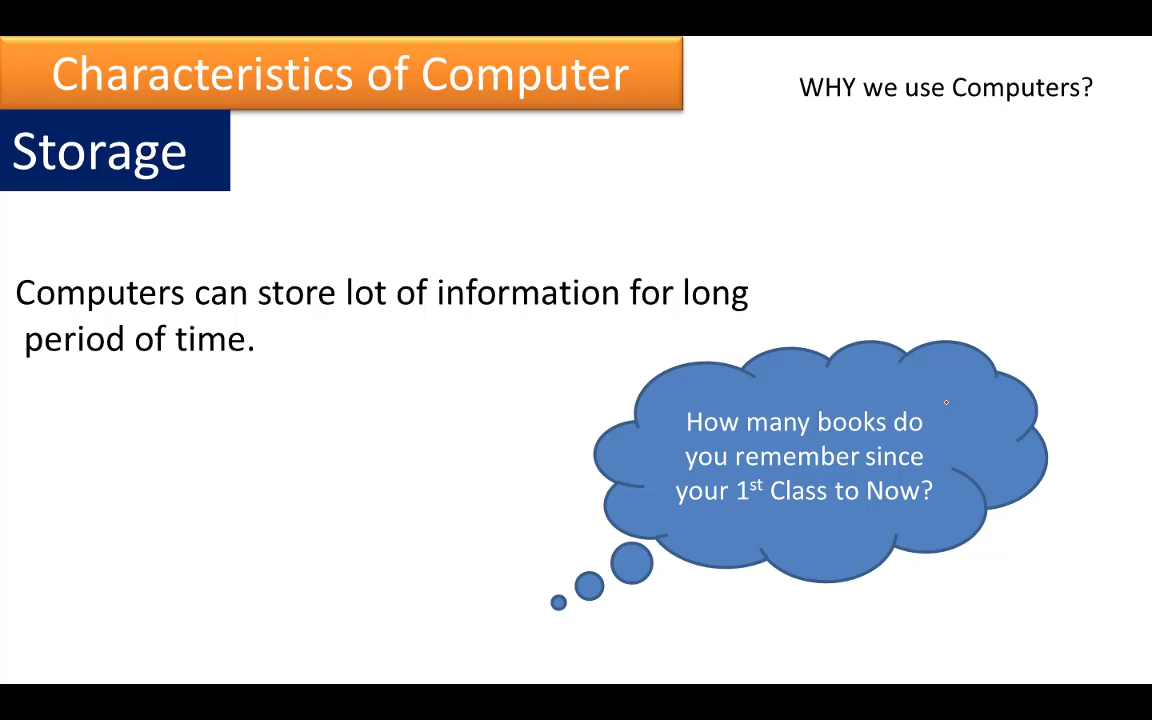 Characteristics of Computer
WHY we use Computers?
Storage
Computers can store lot of information for long
period of time.
How many books do
you remember since
your 1st Class to Now?